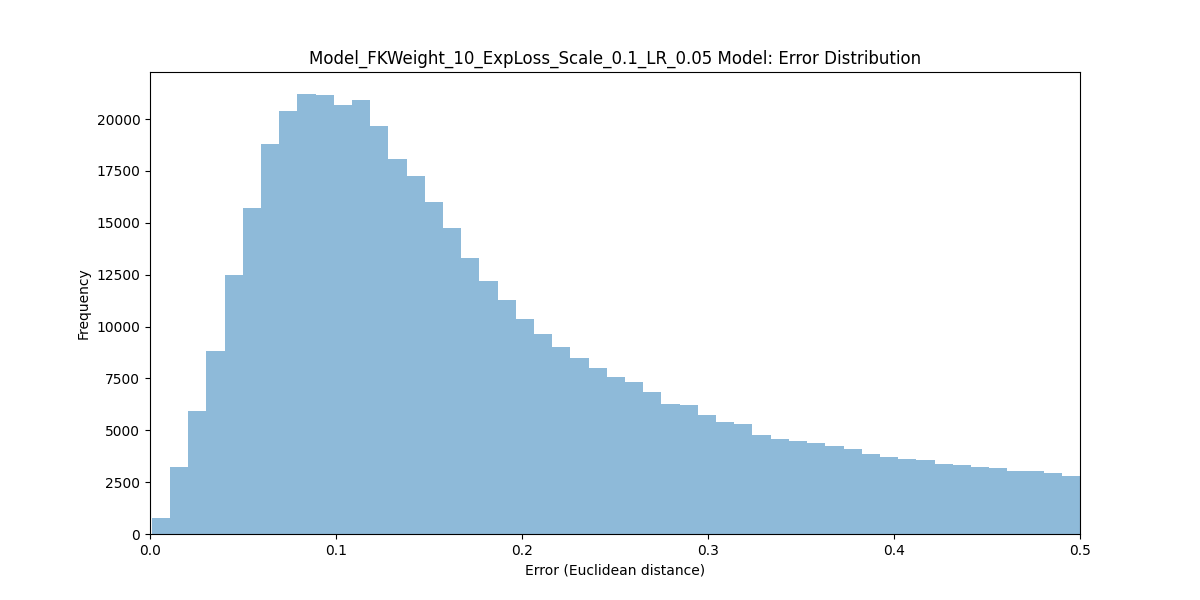 Model_FKWeight_10_ExpLoss_Scale_0.1_LR_0.05 Model: Error Distribution
Frequency
20000
17500
15000
12500
10000
7500
5000
2500
0
0.0 0.1 0.2 0.3 0.4 0.5
Error (Euclidean distance)